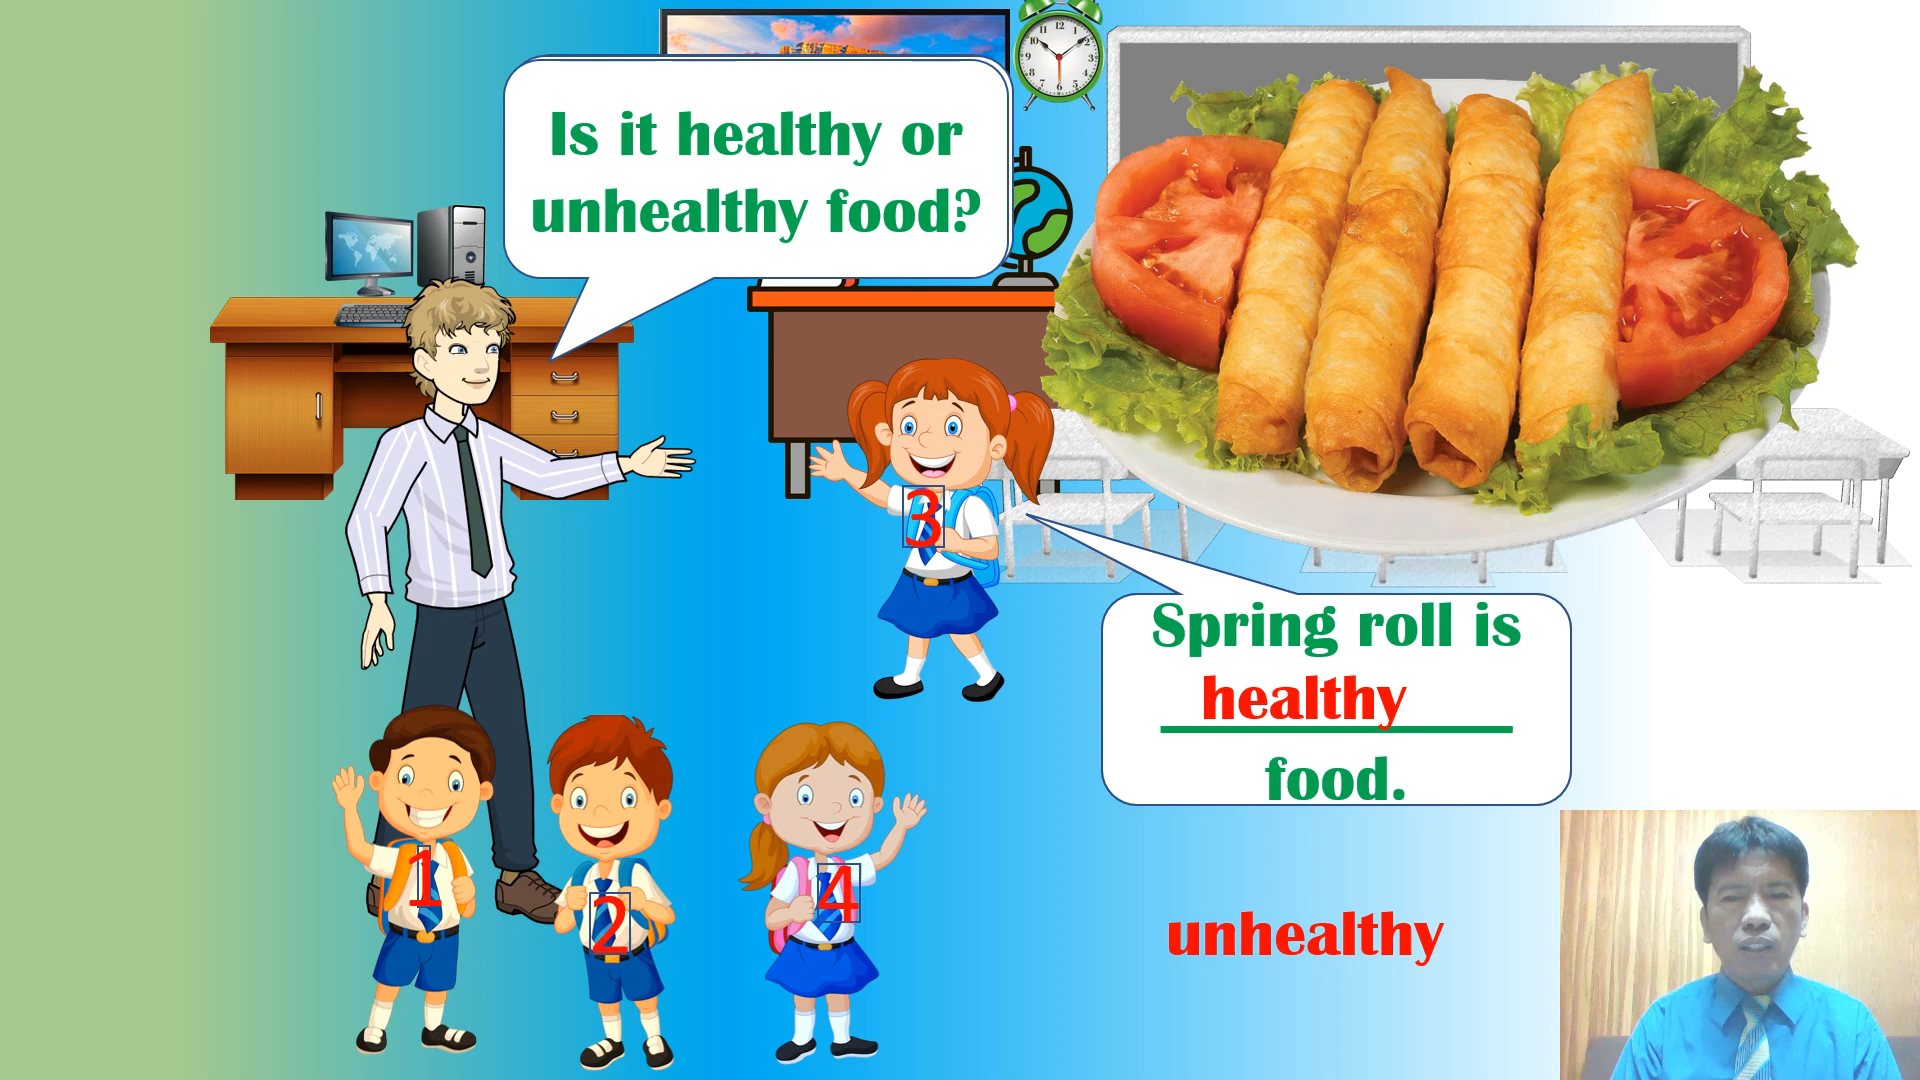 Is it healthy or
unhealthy food?
Spring roll is
healthy
food.
3
1
2
4
unhealthy